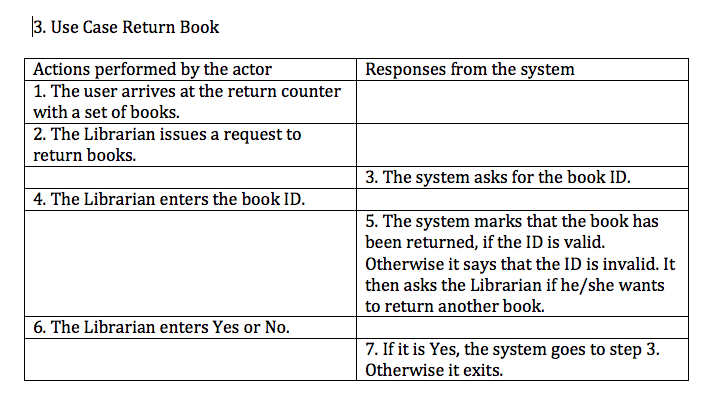 3. Use Case Return Book
Actions performed by the actor
Responses from the system
1. The user arrives at the return counter
with a set of books.
2. The Librarian issues a request to
return books.
3. The system asks for the book ID.
4. The Librarian enters the book ID.
5. The system marks that the book has
been returned, if the ID is valid.
Otherwise it says that the ID is invalid. It
then asks the Librarian if he/she wants
to return another book.
6. The Librarian enters Yes or No.
7. If it is Yes, the system goes to step 3.
Otherwise it exits.